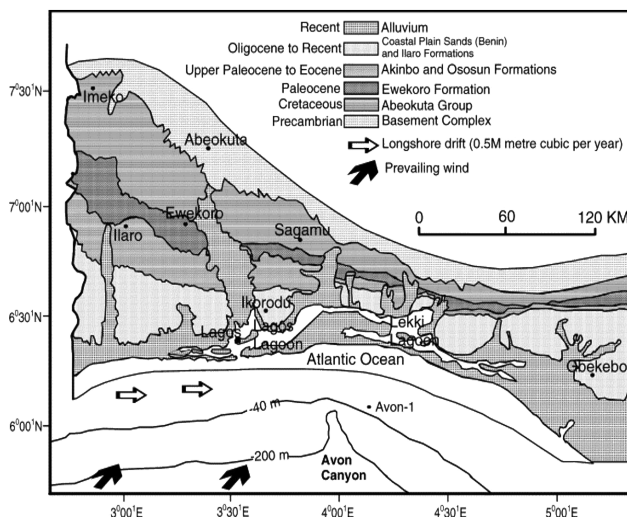 Recent Alluvium
Oligocene to Recent Coastal Plain Sands (Benin)
and Ilaro Formations
Upper Paleocene to Eocene Akinbo and Ososun Formations
Paleocene Ewekoro Formation
Cretaceous Abeokuta Group
Precambrian Basement Complex
Longshore drift (0.5M metre cubic per year)
Prevailing wind
7°01'N
Imeko
Abeokuta
7°00'N
Ewekoro
Ilaro
Sagamu
0 60 120 KM
6°01'N
Ikorodu
Lagos
Lagos
Lagoon
Lekki
Lagoon
Atlantic Ocean
Obekebo
-40 m
Avon-1
6°00'N
-200 m
Avon
Canyon
3°00'E 3°30'E 4°00'E 4°30'E 5°00'E